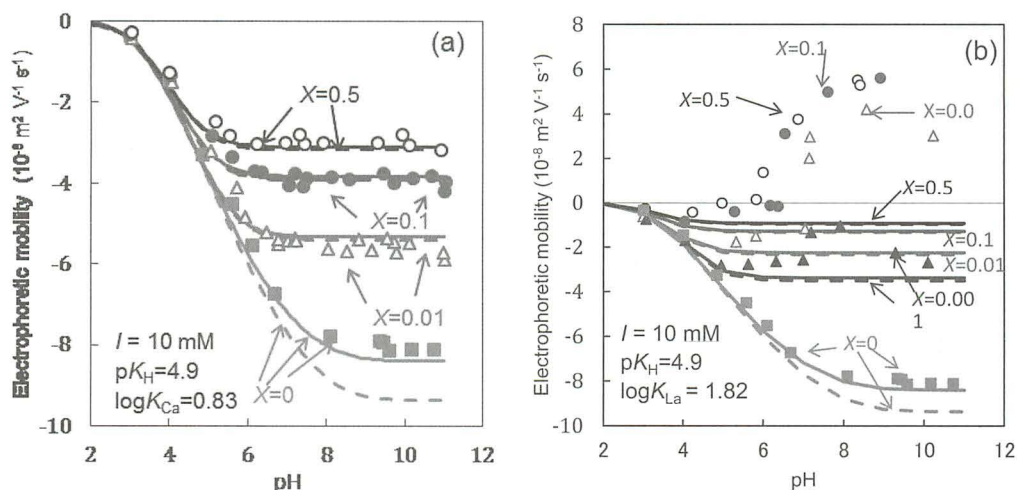 (a)
Electrophoretic mobility (10⁻⁸ m² V⁻¹ s⁻¹)
0
-2
-4
-6
-8
-10
X=0.5
X=0.1
X=0.01
X=0
I = 10 mM
pK_H=4.9
logK_Ca=0.83
2 4 6 8 10 12
pH
(b)
Electrophoretic mobility (10⁻⁸ m² V⁻¹ s⁻¹)
8
6
4
2
0
-2
-4
-6
-8
-10
X=0.1
X=0.5
X=0.0
X=0.5
X=0.1
X=0.01
X=0.00
1
X=0
I = 10 mM
pK_H=4.9
logK_La = 1.82
2 4 6 8 10 12
pH